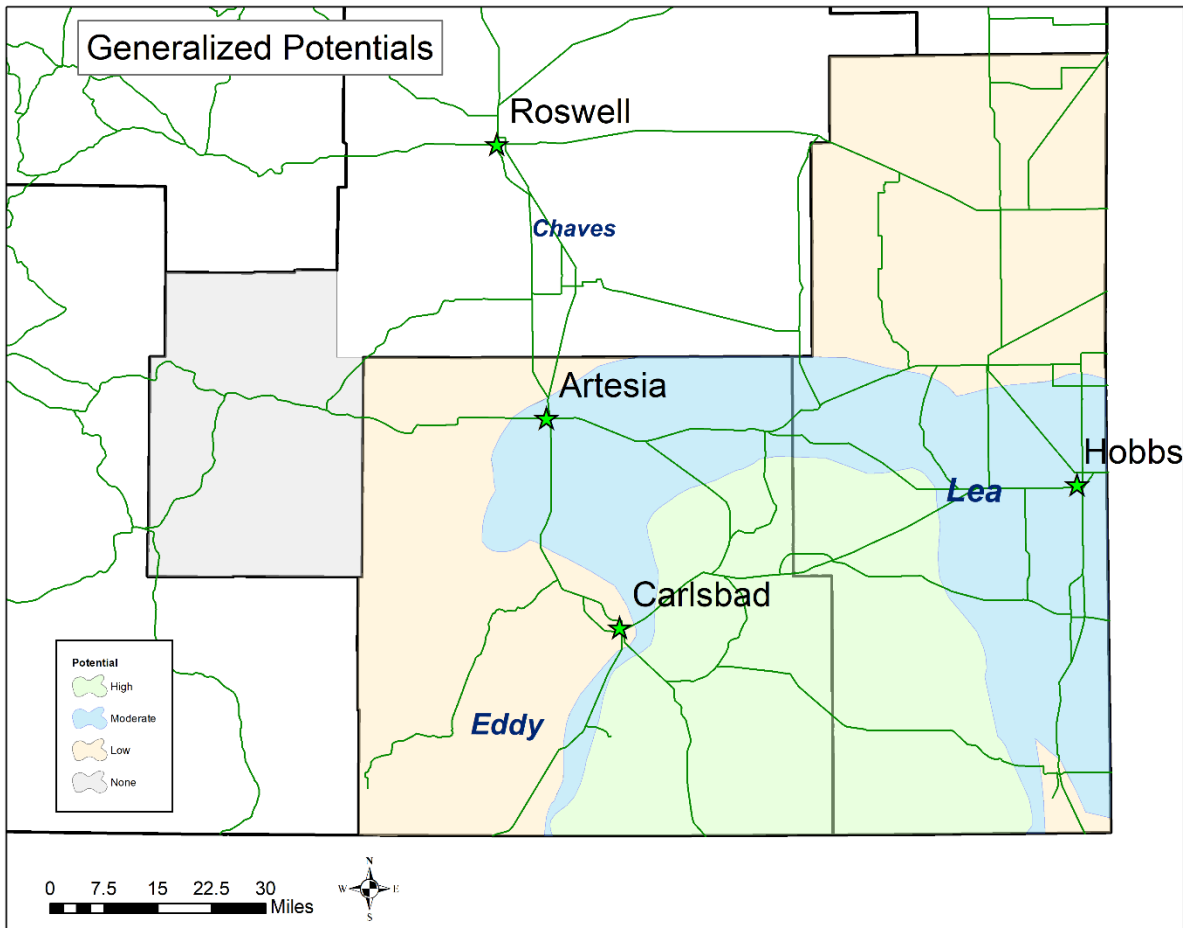 Generalized Potentials
Roswell
Chaves
Artesia
Hobbs
Lea
Carlsbad
Eddy
Potential
High
Moderate
Low
None
0 7.5 15 22.5 30
Miles
N
W E
S